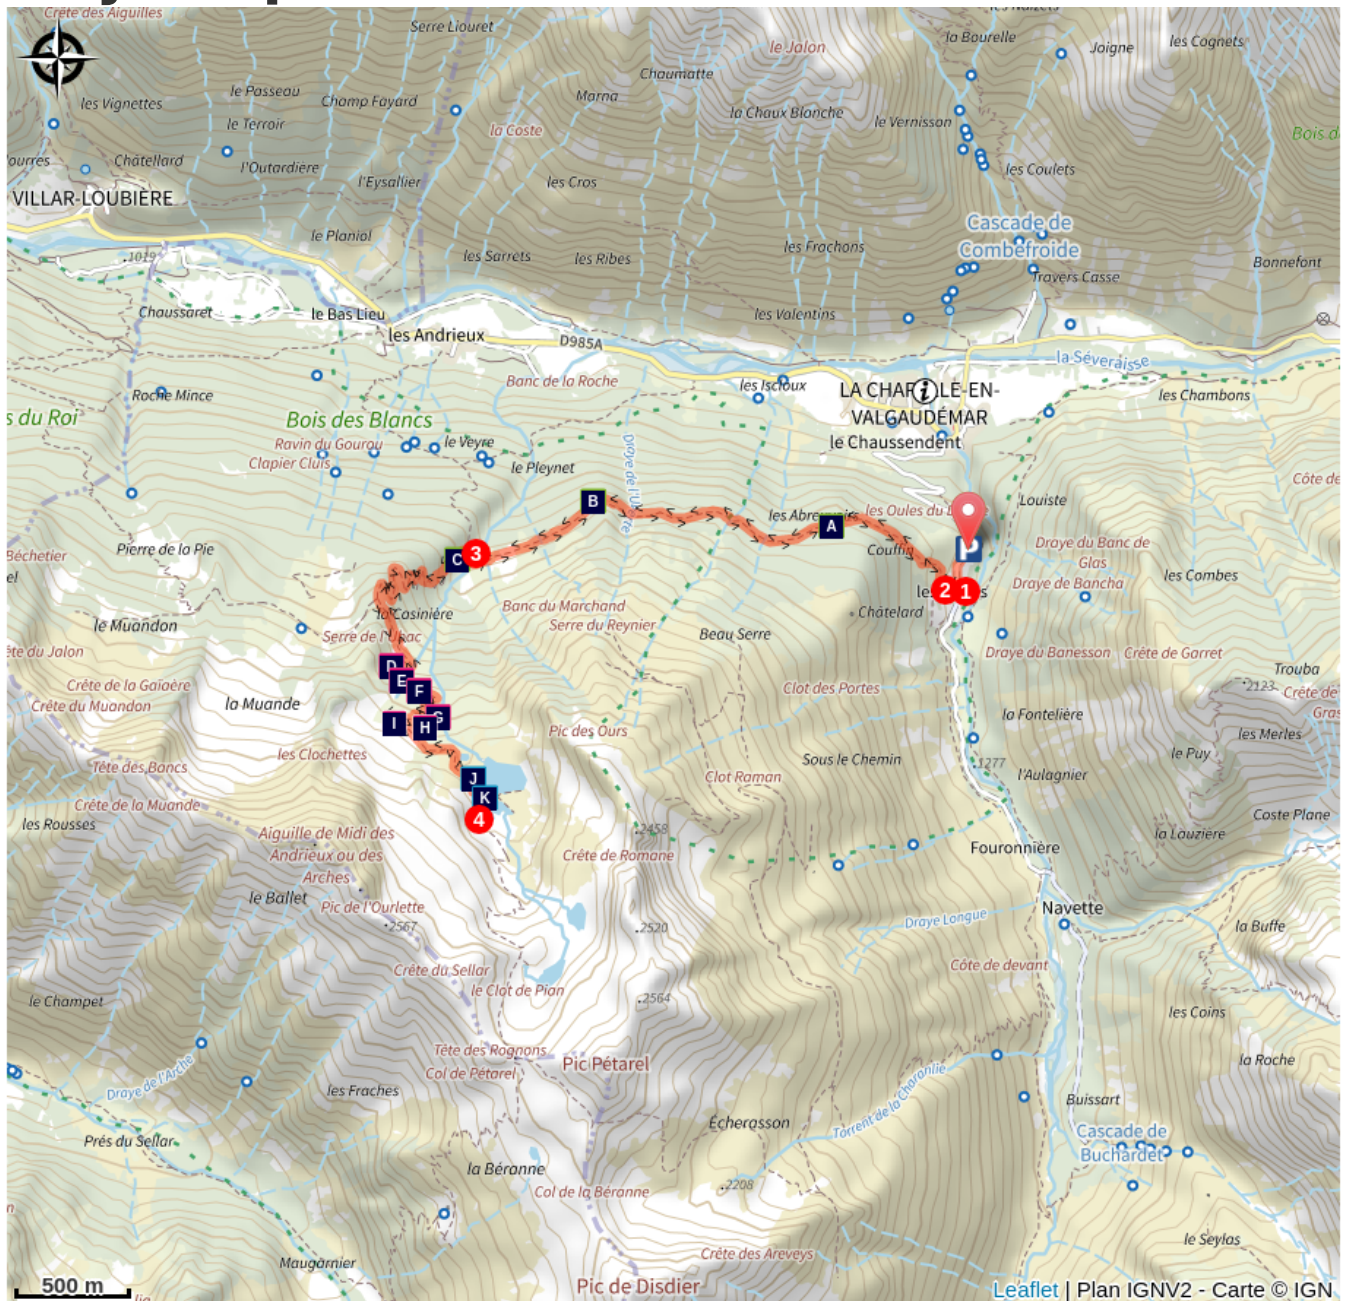 Crête des Aiguilles
Serre Liouret
la Bourelle
Joigne
les Cognets
le Jalon
Chaumatte
les Vignettes
le Passeau
Champ Fayard
Marna
la Chaux Blanche
le Vernisson
le Terroir
la Coste
Châtellard
l'Outardière
l'Eysallier
les Cros
les Coulets
VILLAR-LOUBIÈRE
le Planiol
Cascade de
Combefroide
les Frachons
les Sarrets
les Ribes
Bonnefont
Travers Casse
1019
Chaussaret
le Bas Lieu
les Andrieux
les Valentins
D985A
la Séveraisse
Banc de la Roche
les Iscloux
les Chambons
Roche Mince
i
VALGAUDÉMAR
le Chaussendent
s du Roi
Bois des Blancs
Ravin du Gourou
Clapier Cluis
le Veyre
le Pleynet
Côte de
B
Louiste
A
Couffin
P
Pierre de la Pie
Béchetier
C
3
Draye du Banc de
Glas
Draye de Bancha
les Combes
2
1
la Casinière
Banc du Marchand
Serre du Reynier
Châtelard
le Muandon
Beau Serre
Draye du Banesson
Crête de Garret
Trouba
D
E
F
Crête de la Gaïoère
Crête du Muandon
la Muande
Clot des Portes
2123
Crête de
I
G
H
la Fontelière
les Merles
les Clochettes
Pic des Ours
le Puy
Tête des Bancs
Sous le Chemin
1277
l'Aulagnier
J
K
Clot Raman
Crête de la Muande
4
les Rousses
Aiguille de Midi des
Andrieux ou des
Arches
2458
Coste Plane
la Lauzière
Crête de Romane
Fouronnière
le Ballet
Pic de l'Ourlette
2567
Draye Longue
Navette
la Buffe
2520
Crête du Sellar
le Clot de Pian
Côte de devant
le Champet
2564
les Coins
Tête des Rognons
Col de Pétarel
Pic Pétarel
la Roche
Draye de l'Arche
les Fraches
Torrent de la Charonlie
Buissart
Écherasson
Prés du Sellar
Cascade de
Buchardet
la Béranne
Col de la Béranne
2208
Maugarnier
Crête des Areveys
le Seylas
500 m
Pic de Disdier
Leaflet | Plan IGNV2 - Carte © IGN